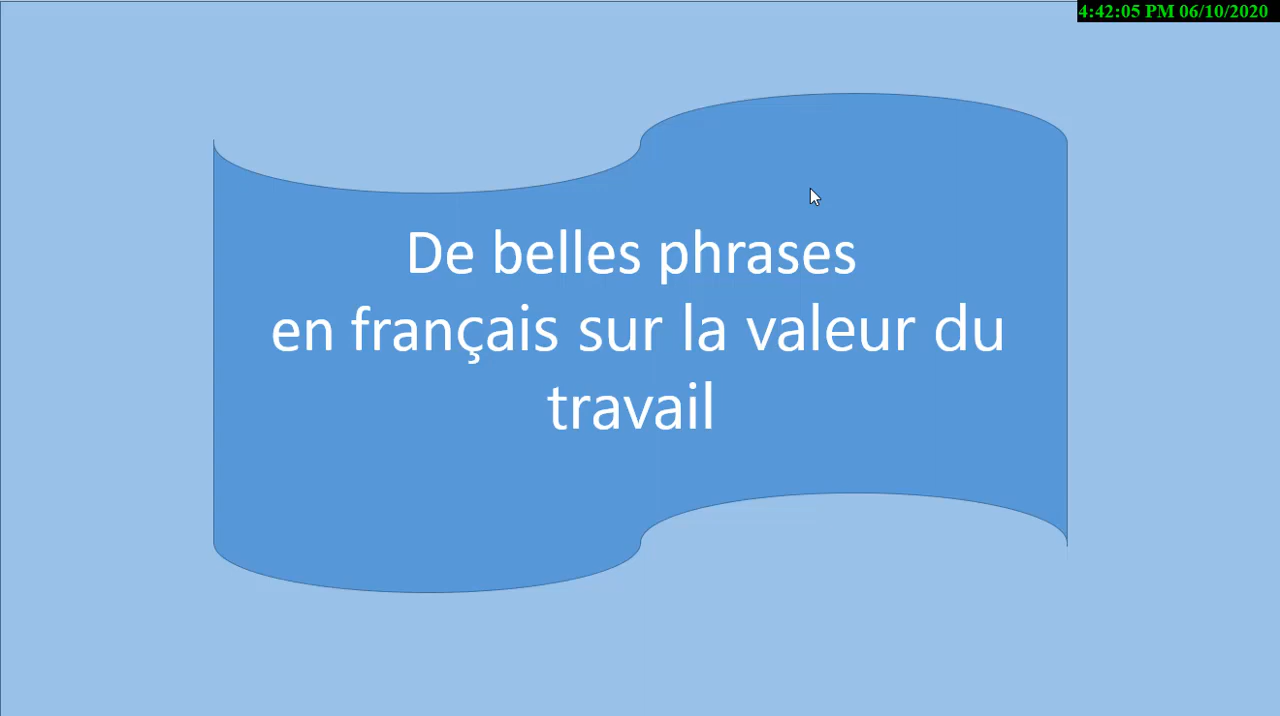 4:42:05 PM 06/10/2020
De belles phrases
en français sur la valeur du
travail